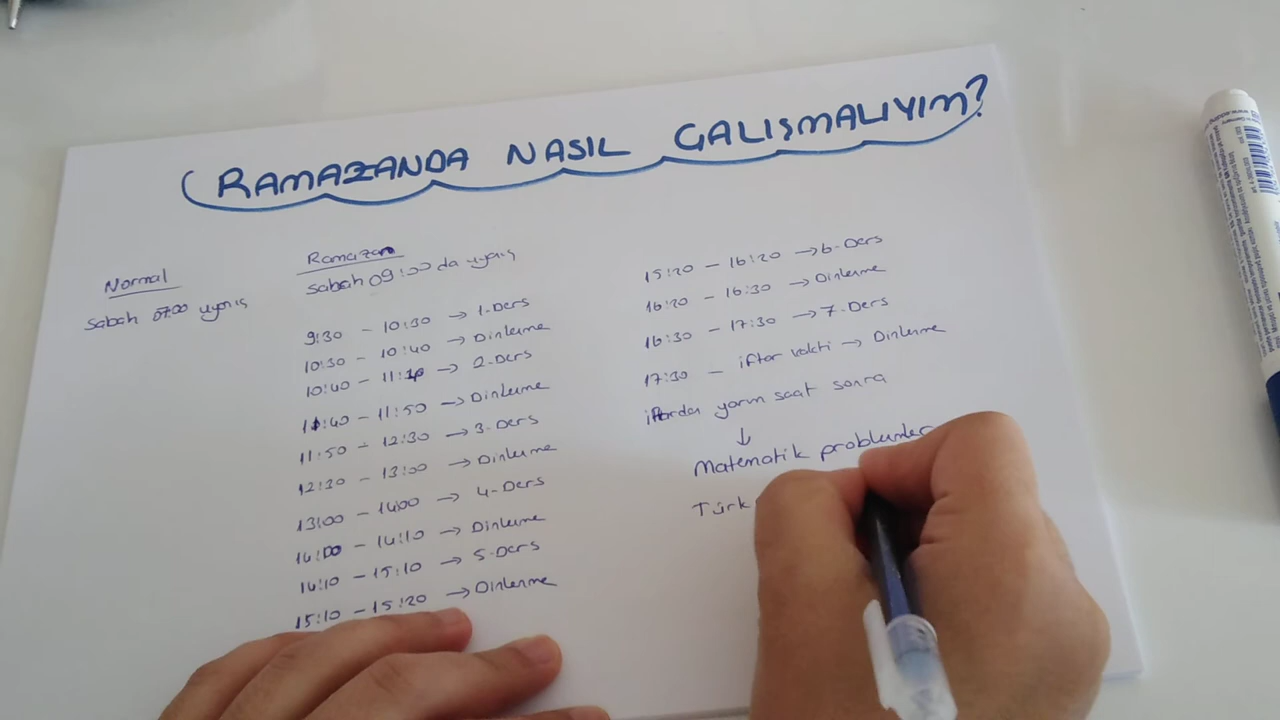 RAMAZANDA NASIL ÇALIŞMALIYIM?
Normal
Sabah 07:00 uyanış
Ramazan
Sabah 09:00 da uyanış
9:30 - 10:30 → 1.Ders
10:30 - 10:40 → Dinlenme
10:40 - 11:40 → 2.Ders
11:40 - 11:50 → Dinlenme
11:50 - 12:30 → 3.Ders
12:30 - 13:00 → Dinlenme
13:00 - 14:00 → 4.Ders
14:00 - 14:10 → Dinlenme
14:10 - 15:10 → 5.Ders
15:10 - 15:20 → Dinlenme
15:20 - 16:20 → 6.Ders
16:20 - 16:30 → Dinlenme
16:30 - 17:30 → 7.Ders
17:30 - iftar vakti → Dinlenme
iftardan yarım saat sonra
↓
Matematik problemler
Türk